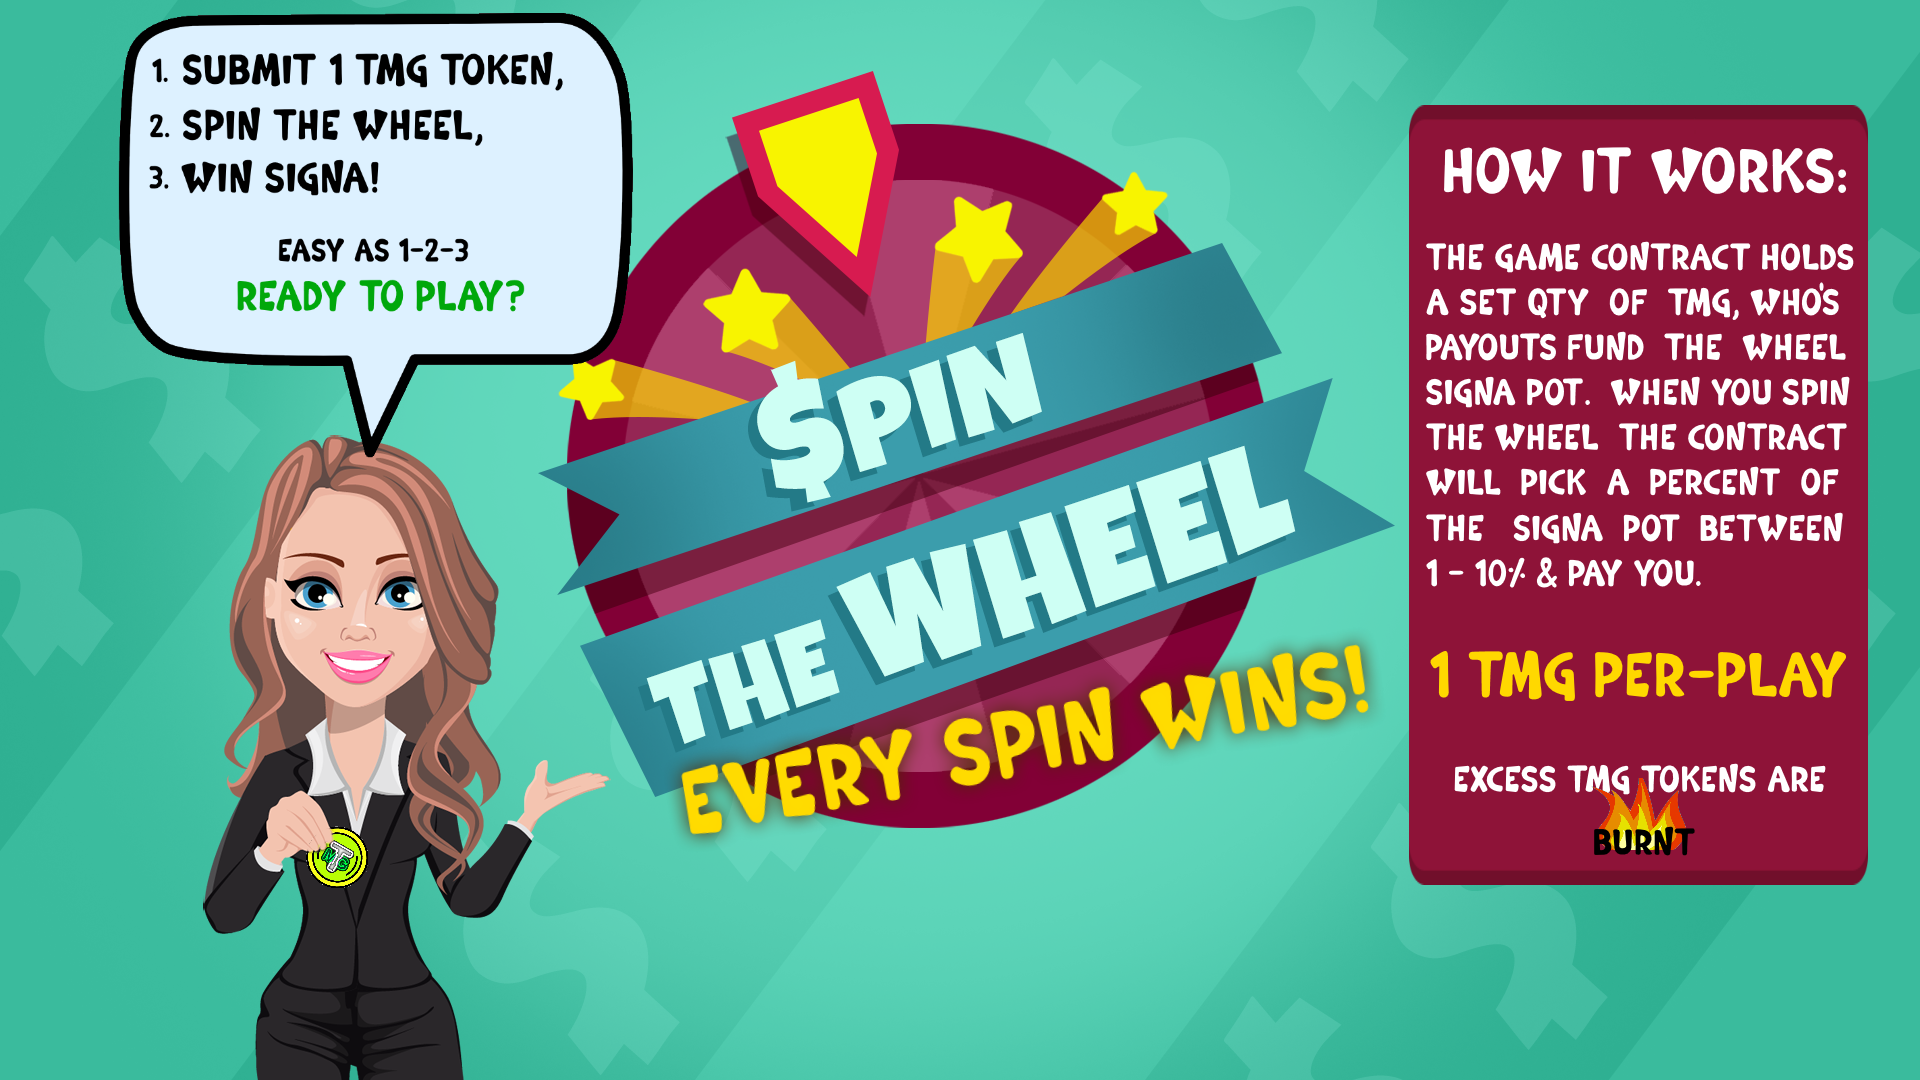 1. SUBMIT 1 TMG TOKEN,
2. SPIN THE WHEEL,
3. WIN SIGNA!
EASY AS 1-2-3
READY TO PLAY?
$PIN
THE WHEEL
EVERY SPIN WINS!
TMG
HOW IT WORKS:
THE GAME CONTRACT HOLDS
A SET QTY OF TMG, WHO'S
PAYOUTS FUND THE WHEEL
SIGNA POT. WHEN YOU SPIN
THE WHEEL THE CONTRACT
WILL PICK A PERCENT OF
THE SIGNA POT BETWEEN
1 - 10% & PAY YOU.
1 TMG PER-PLAY
EXCESS TMG TOKENS ARE
BURNT